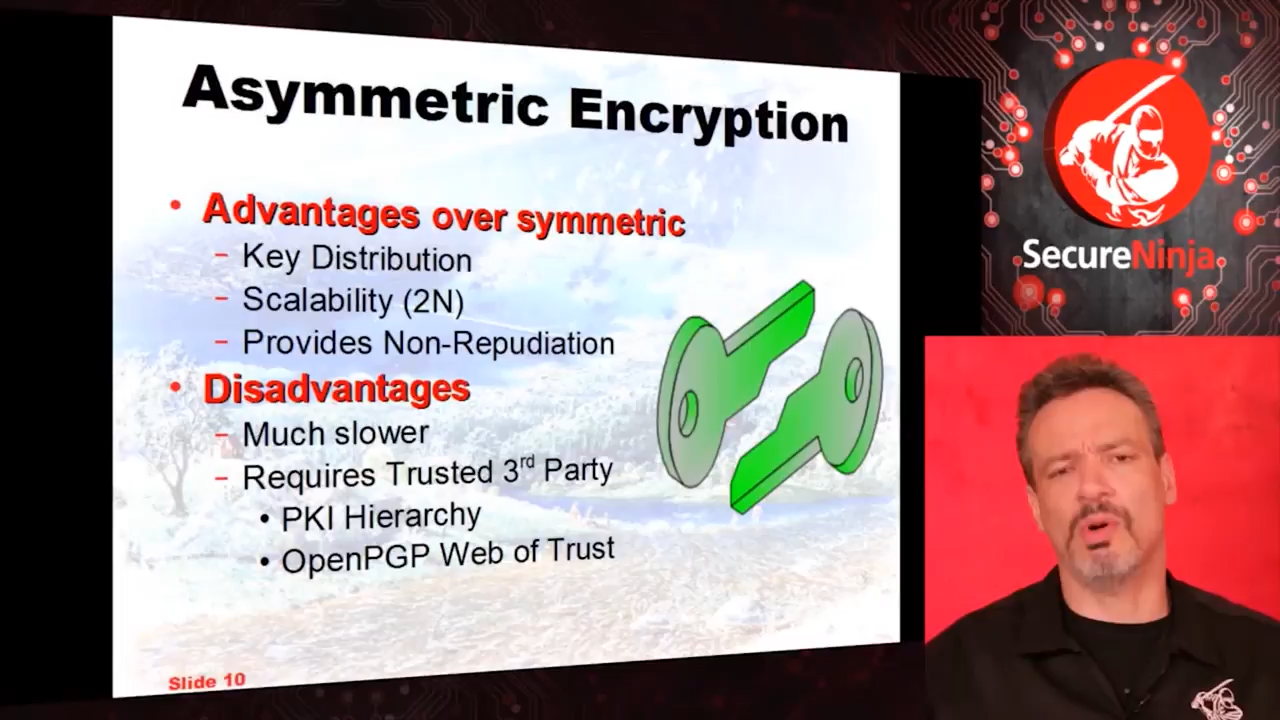 Asymmetric Encryption
• Advantages over symmetric
– Key Distribution
– Scalability (2N)
– Provides Non-Repudiation
• Disadvantages
– Much slower
– Requires Trusted 3rd Party
• PKI Hierarchy
• OpenPGP Web of Trust
Slide 10
SecureNinja